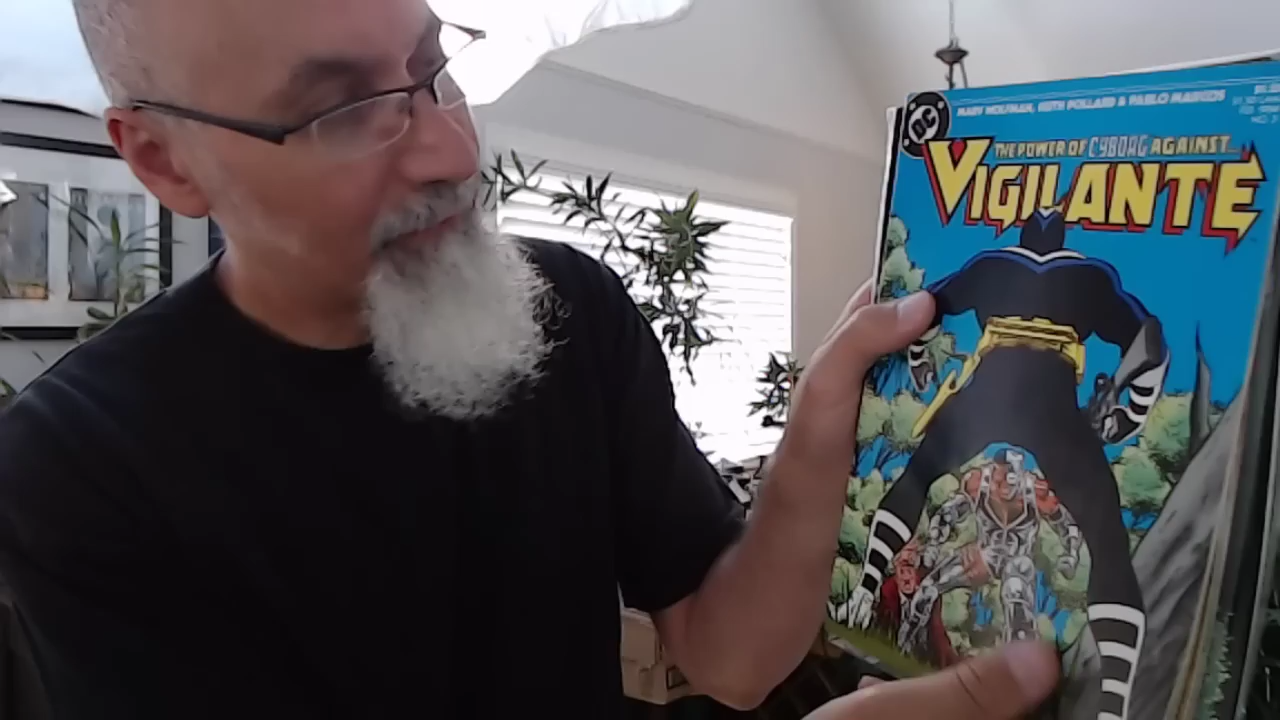 DC
MARV WOLFMAN, KEITH POLLARD & PABLO MARCOS
THE POWER OF CYBORG AGAINST...
VIGILANTE